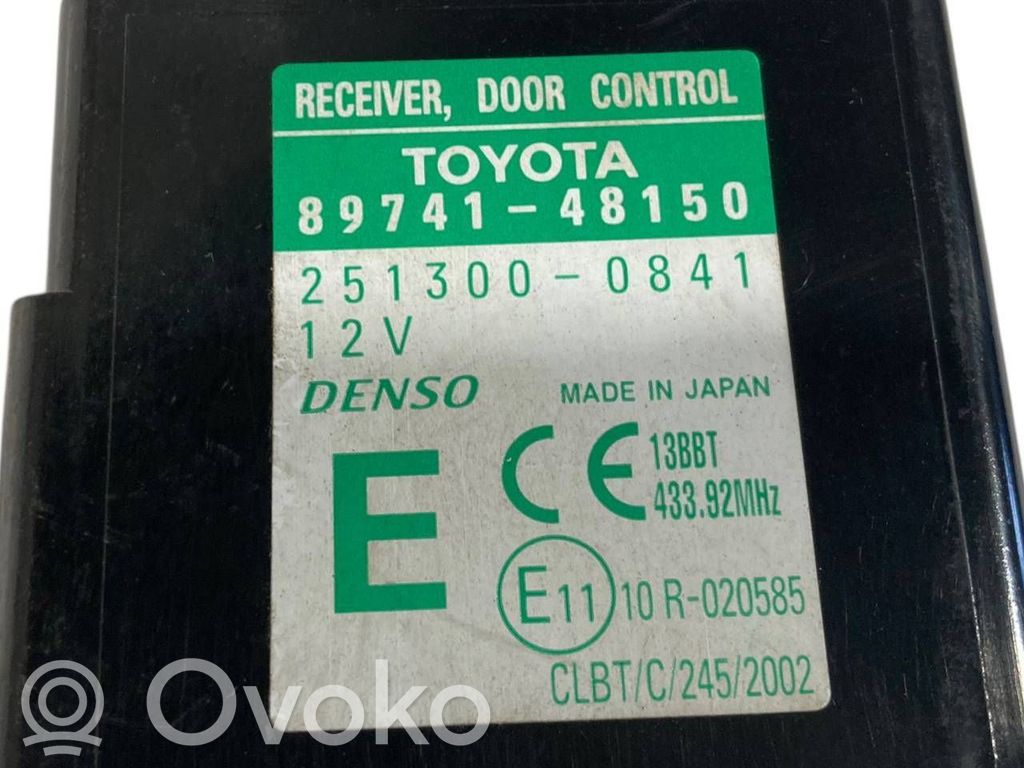 RECEIVER, DOOR CONTROL
TOYOTA
89741-48150
251300-0841
12V
DENSO MADE IN JAPAN
E CE 13BBT
433.92MHz
E11 10 R-020585
CLBT/C/245/2002
Ovoko